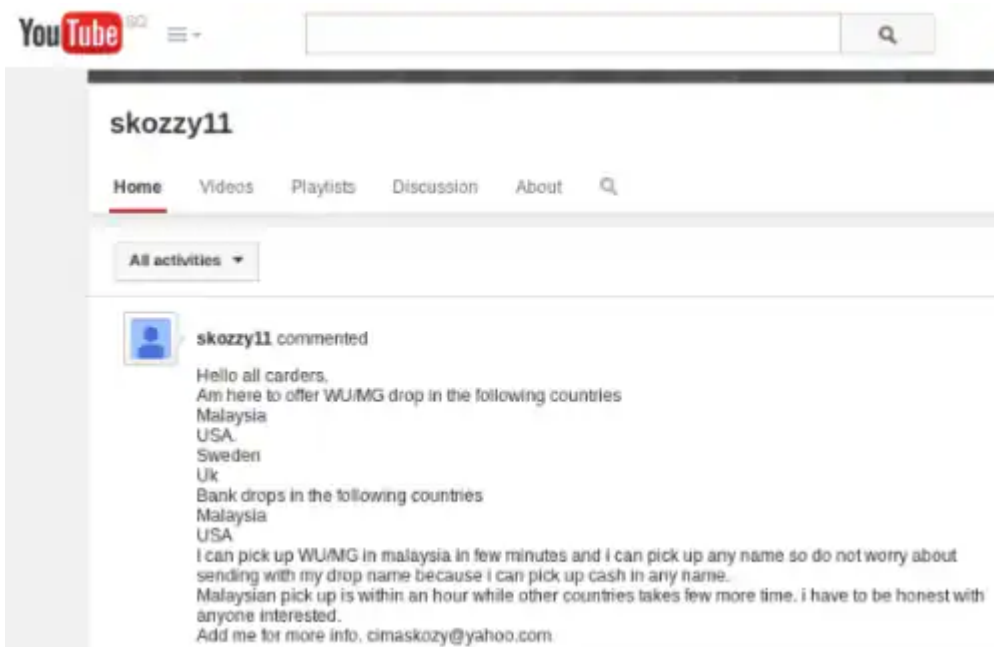 YouTube SG
skozzy11
Home Videos Playlists Discussion About
All activities
skozzy11 commented
Hello all carders,
Am here to offer WU/MG drop in the following countries
Malaysia
USA.
Sweden
Uk
Bank drops in the following countries
Malaysia
USA
I can pick up WU/MG in malaysia in few minutes and i can pick up any name so do not worry about
sending with my drop name because i can pick up cash in any name.
Malaysian pick up is within an hour while other countries takes few more time. i have to be honest with
anyone interested.
Add me for more info. cimaskozy@yahoo.com